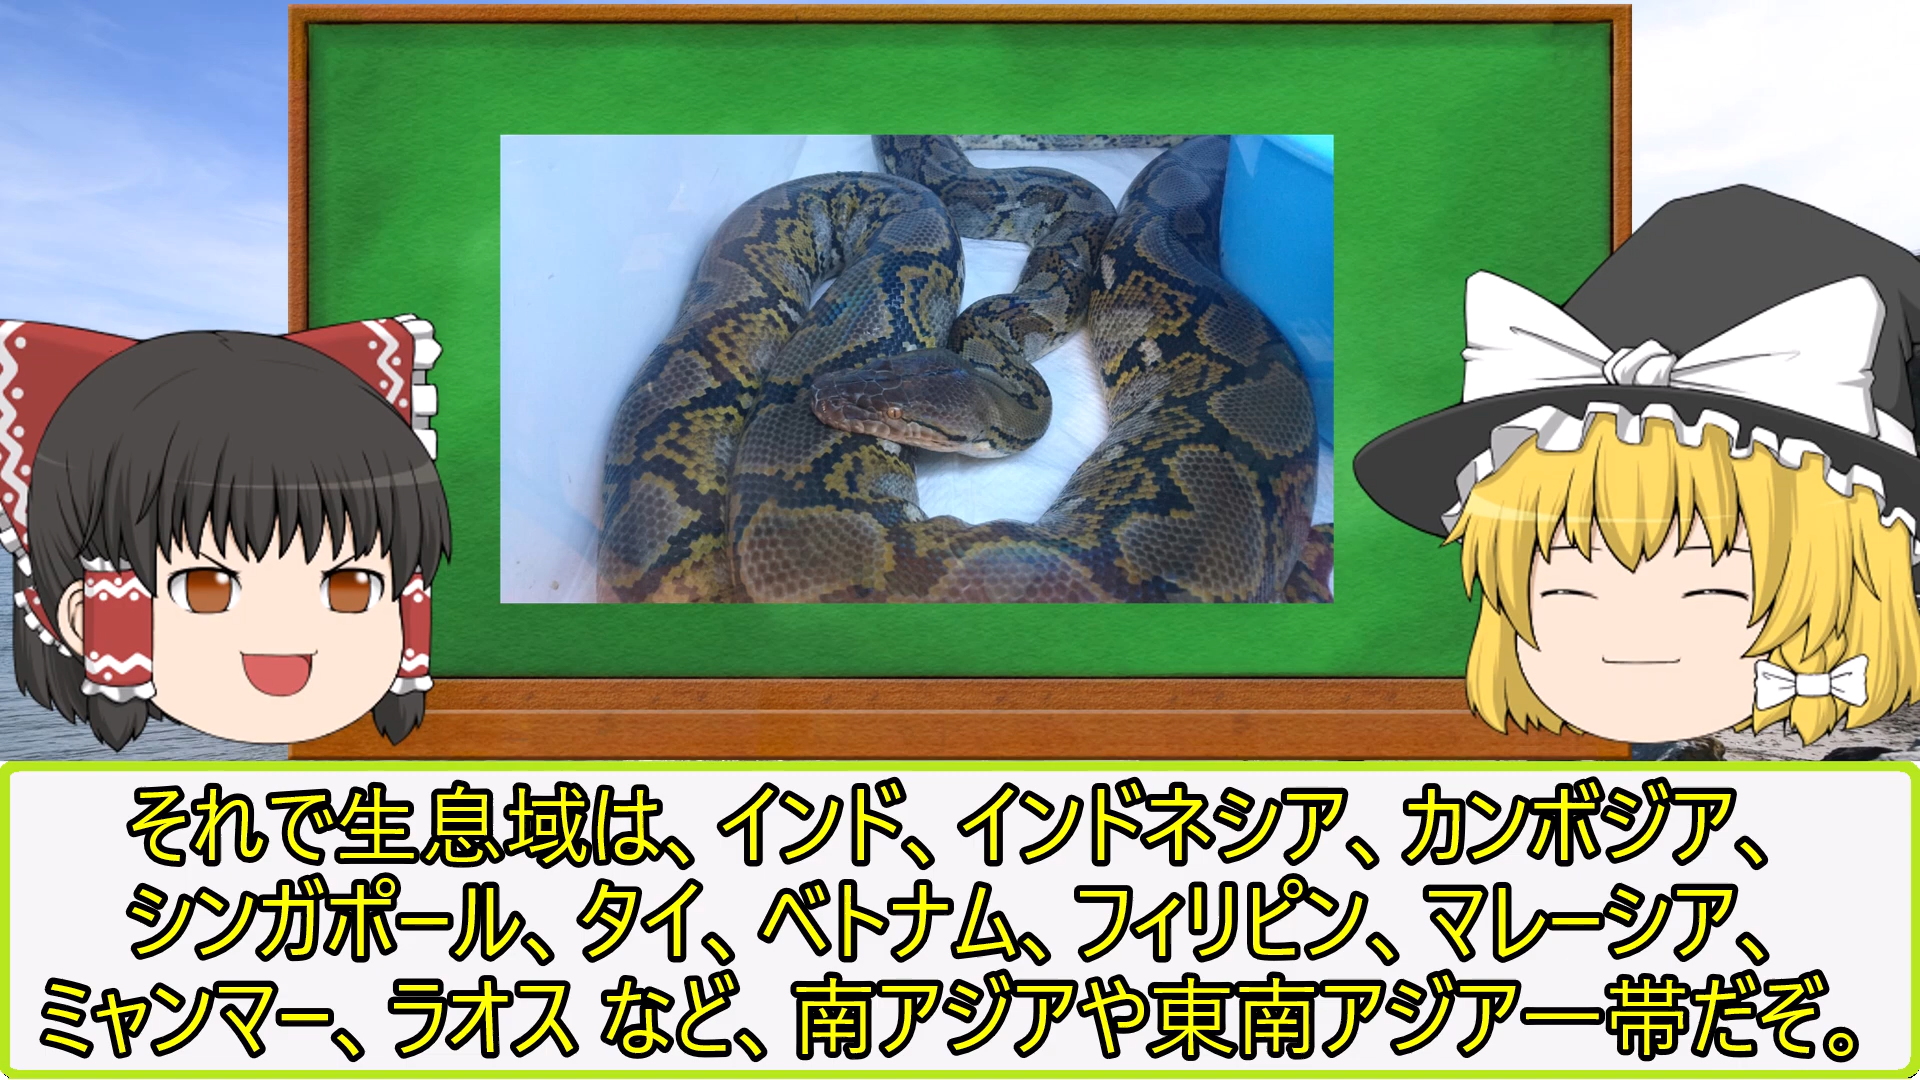 それで生息域は、インド、インドネシア、カンボジア、
シンガポール、タイ、ベトナム、フィリピン、マレーシア、
ミャンマー、ラオス など、南アジアや東南アジア一帯だぞ。